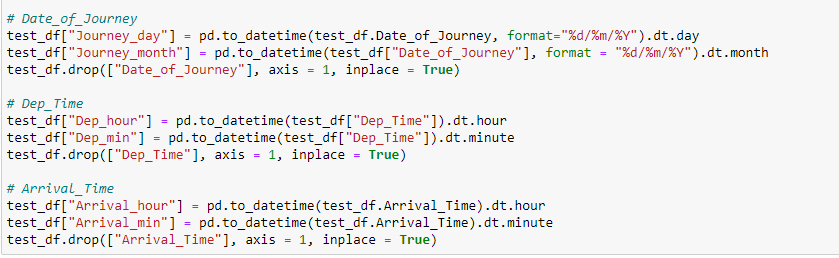 # Date_of_Journey
test_df["Journey_day"] = pd.to_datetime(test_df.Date_of_Journey, format="%d/%m/%Y").dt.day
test_df["Journey_month"] = pd.to_datetime(test_df["Date_of_Journey"], format = "%d/%m/%Y").dt.month
test_df.drop(["Date_of_Journey"], axis = 1, inplace = True)

# Dep_Time
test_df["Dep_hour"] = pd.to_datetime(test_df["Dep_Time"]).dt.hour
test_df["Dep_min"] = pd.to_datetime(test_df["Dep_Time"]).dt.minute
test_df.drop(["Dep_Time"], axis = 1, inplace = True)

# Arrival_Time
test_df["Arrival_hour"] = pd.to_datetime(test_df.Arrival_Time).dt.hour
test_df["Arrival_min"] = pd.to_datetime(test_df.Arrival_Time).dt.minute
test_df.drop(["Arrival_Time"], axis = 1, inplace = True)